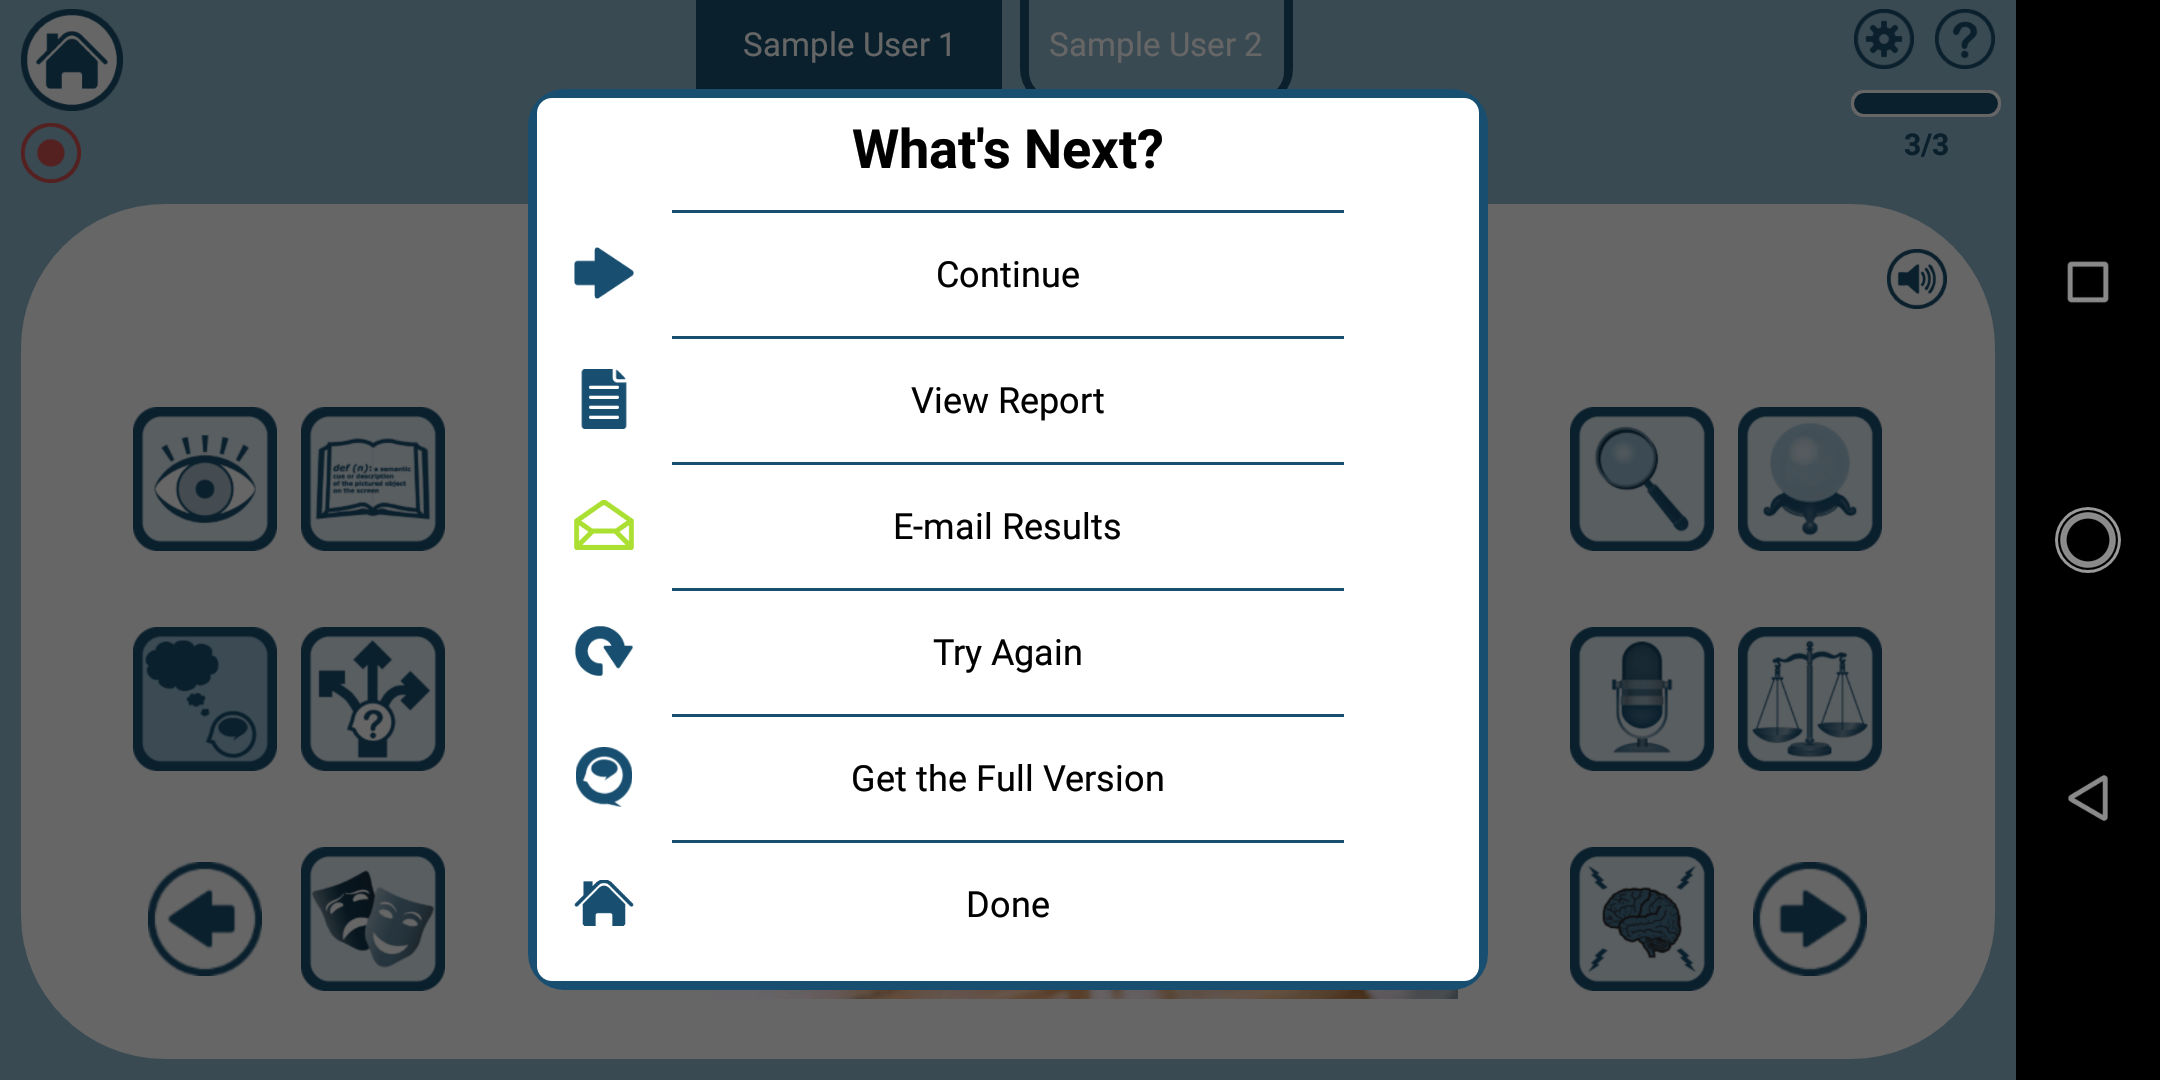 Sample User 1
Sample User 2
3/3
What's Next?
Continue
View Report
E-mail Results
Try Again
Get the Full Version
Done
def (n): a semantic
cue or description
of the pictured object
on the screen
?
?